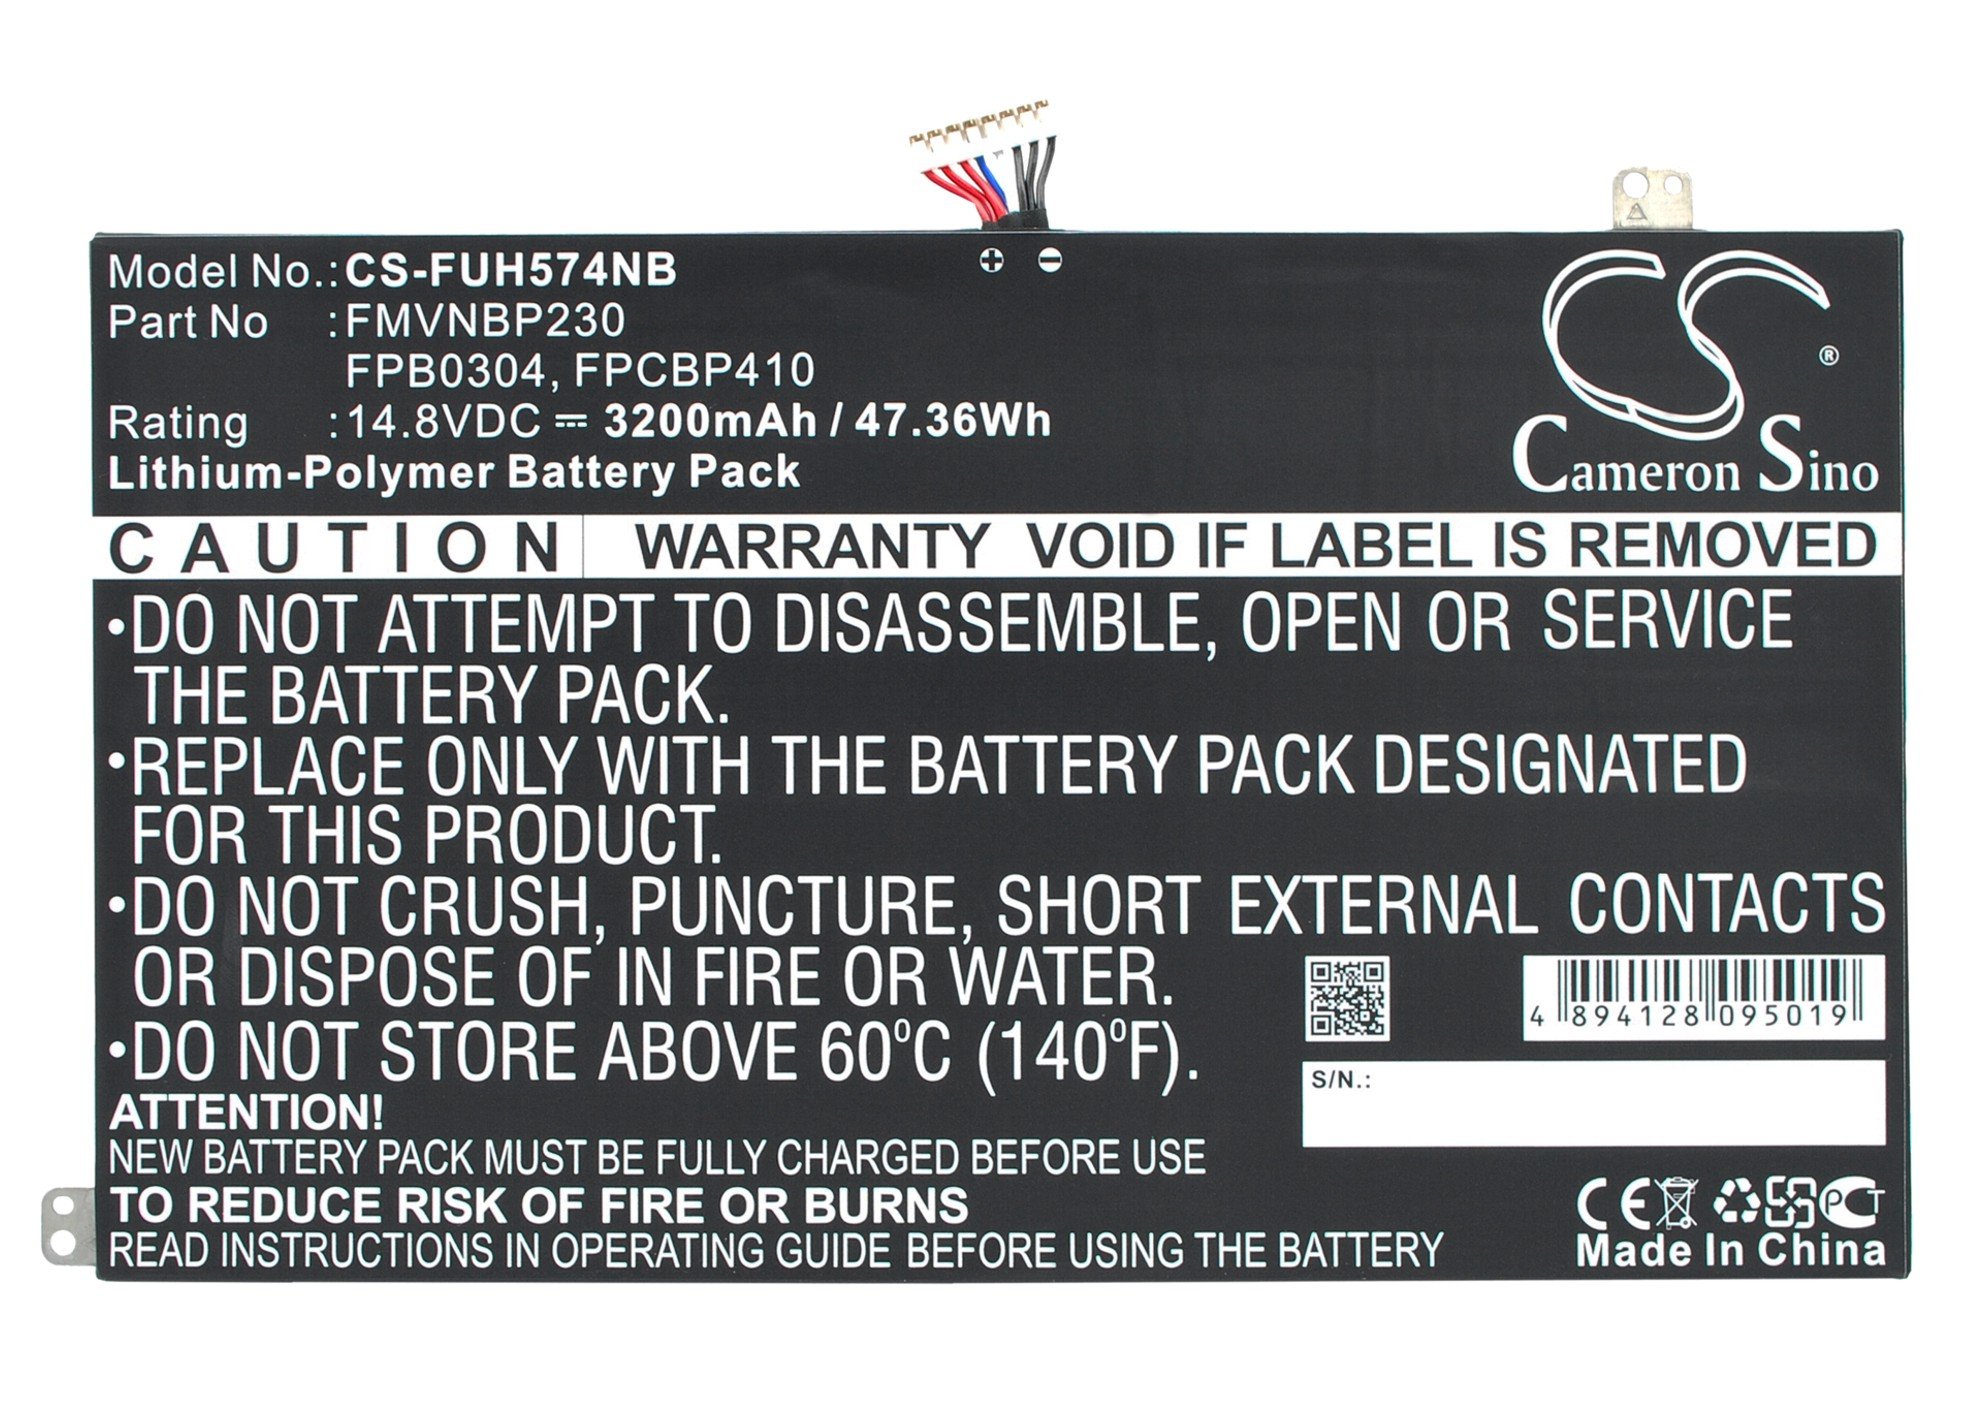 Model No.: CS-FUH574NB
Part No : FMVNBP230
FPB0304, FPCBP410
Rating : 14.8VDC ⎓ 3200mAh / 47.36Wh
Lithium-Polymer Battery Pack
CS
®
Cameron Sino
CAUTION WARRANTY VOID IF LABEL IS REMOVED
•DO NOT ATTEMPT TO DISASSEMBLE, OPEN OR SERVICE
THE BATTERY PACK.
•REPLACE ONLY WITH THE BATTERY PACK DESIGNATED
FOR THIS PRODUCT.
•DO NOT CRUSH, PUNCTURE, SHORT EXTERNAL CONTACTS
OR DISPOSE OF IN FIRE OR WATER.
•DO NOT STORE ABOVE 60°C (140°F).
ATTENTION!
NEW BATTERY PACK MUST BE FULLY CHARGED BEFORE USE
TO REDUCE RISK OF FIRE OR BURNS
READ INSTRUCTIONS IN OPERATING GUIDE BEFORE USING THE BATTERY
4 894128 095019
S/N.:
CE PCT
Made In China